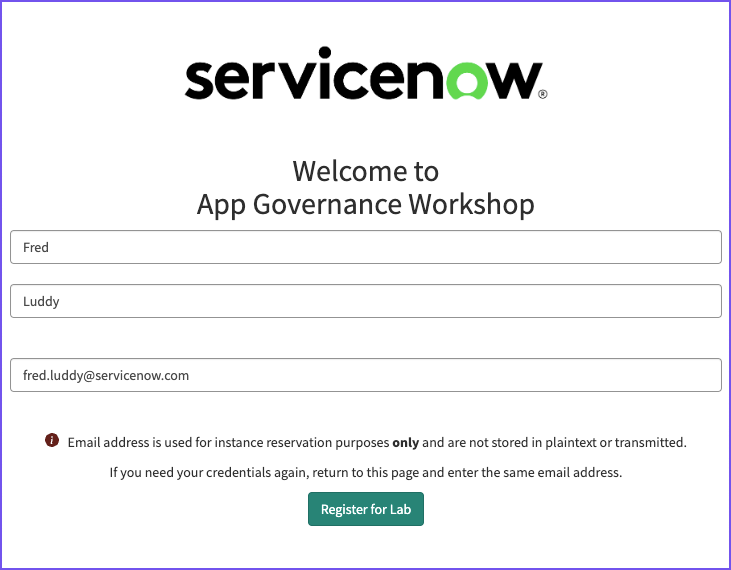 servicenow®
Welcome to
App Governance Workshop
Fred
Luddy
fred.luddy@servicenow.com
i Email address is used for instance reservation purposes only and are not stored in plaintext or transmitted.
If you need your credentials again, return to this page and enter the same email address.
Register for Lab